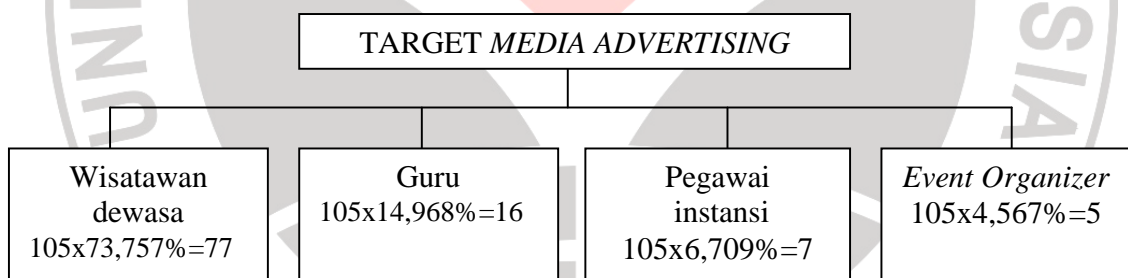 TARGET MEDIA ADVERTISING
Wisatawan
dewasa
105x73,757%=77
Guru
105x14,968%=16
Pegawai
instansi
105x6,709%=7
Event Organizer
105x4,567%=5